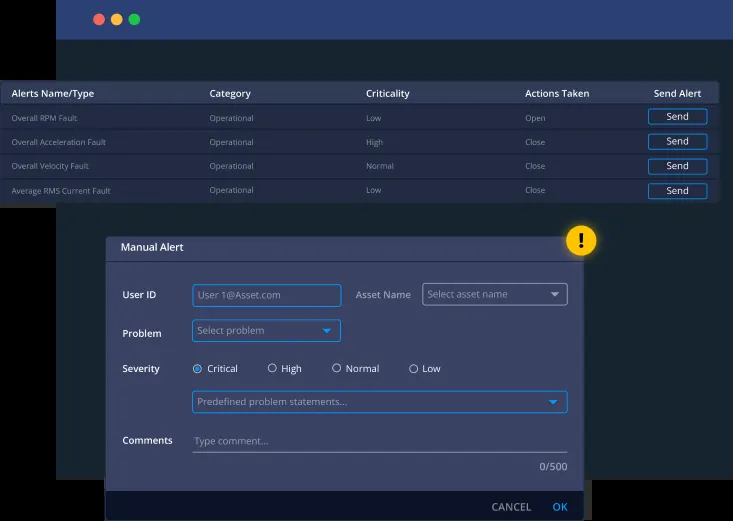 Alerts Name/Type Category Criticality Actions Taken Send Alert
Overall RPM Fault Operational Low Open Send
Overall Acceleration Fault Operational High Close Send
Overall Velocity Fault Operational Normal Close Send
Average RMS Current Fault Operational Low Close Send
!
Manual Alert
User ID User 1@Asset.com Asset Name Select asset name
Problem Select problem
Severity Critical High Normal Low
Predefined problem statements...
Comments Type comment...
0/500
CANCEL OK